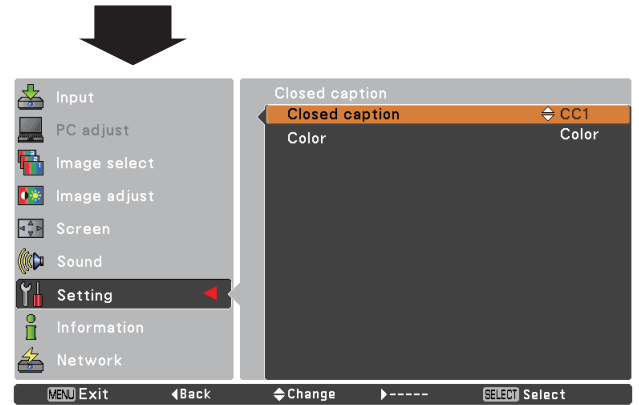 Input
PC adjust
Image select
Image adjust
Screen
Sound
Setting
Information
Network
Closed caption
Closed caption CC1
Color Color
MENU Exit Back Change ----- SELECT Select